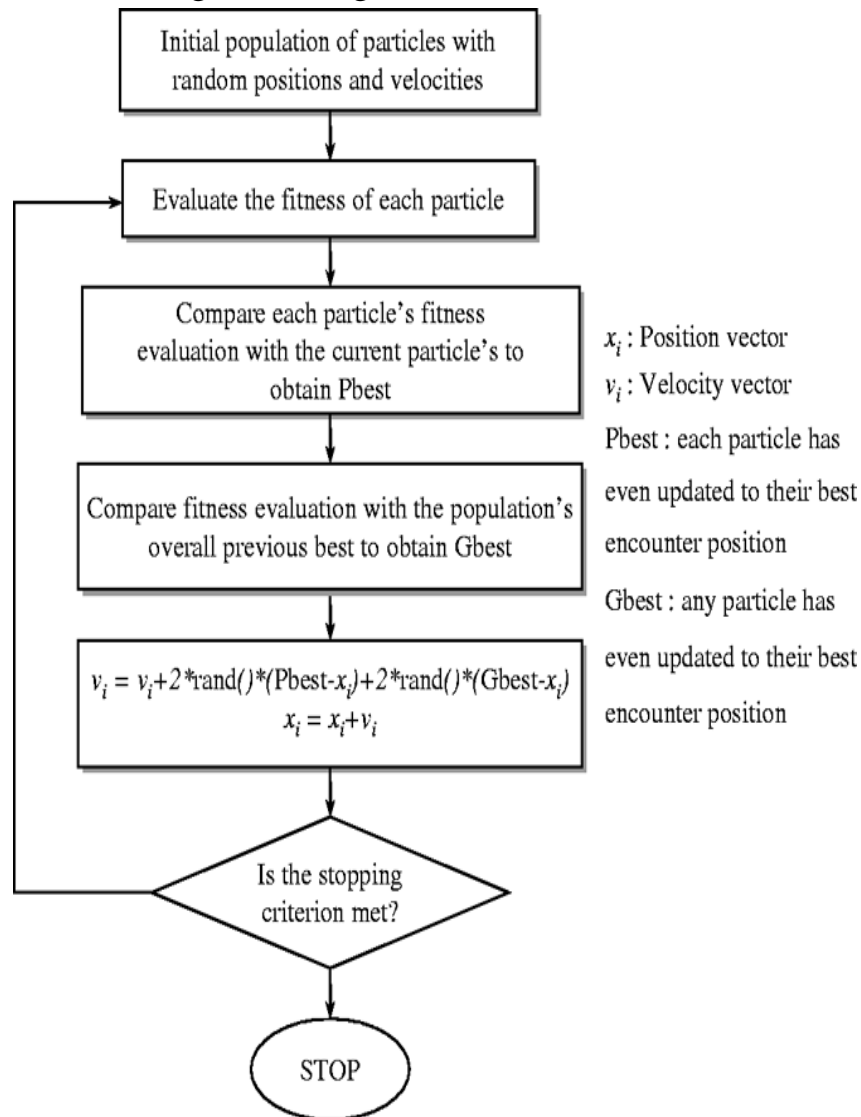 Initial population of particles with
random positions and velocities
Evaluate the fitness of each particle
Compare each particle's fitness
evaluation with the current particle's to
obtain Pbest
Compare fitness evaluation with the population's
overall previous best to obtain Gbest
v_i = v_i+2*rand()*(Pbest-x_i)+2*rand()*(Gbest-x_i)
x_i = x_i+v_i
Is the stopping
criterion met?
STOP
x_i : Position vector
v_i : Velocity vector
Pbest : each particle has
even updated to their best
encounter position
Gbest : any particle has
even updated to their best
encounter position